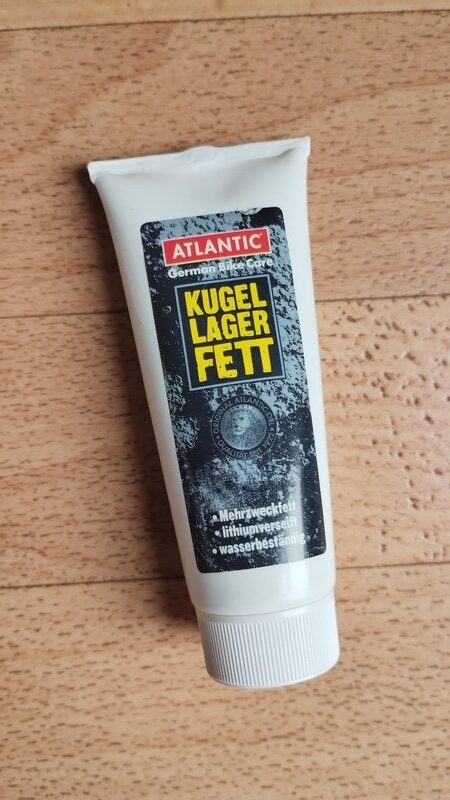 ATLANTIC®
German Bike Care
KUGEL
LAGER
FETT
• Mehrzweckfett
• lithiumverseift
• wasserbeständig